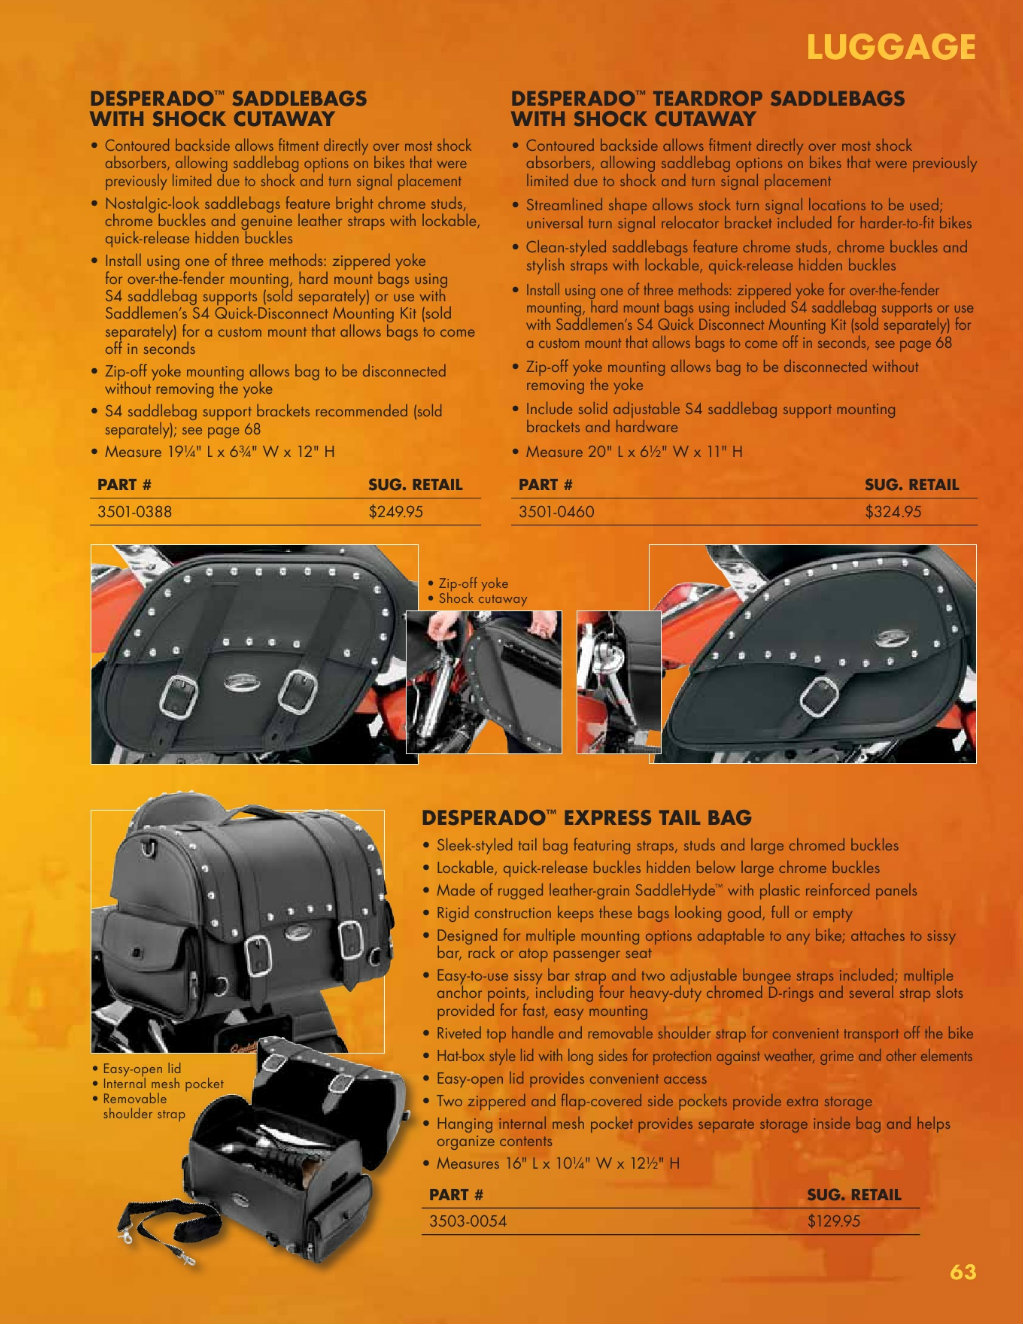 LUGGAGE
DESPERADO™ SADDLEBAGS
WITH SHOCK CUTAWAY
• Contoured backside allows fitment directly over most shock
absorbers, allowing saddlebag options on bikes that were
previously limited due to shock and turn signal placement
• Nostalgic-look saddlebags feature bright chrome studs,
chrome buckles and genuine leather straps with lockable,
quick-release hidden buckles
• Install using one of three methods: zippered yoke
for over-the-fender mounting, hard mount bags using
S4 saddlebag supports (sold separately) or use with
Saddlemen's S4 Quick-Disconnect Mounting Kit (sold
separately) for a custom mount that allows bags to come
off in seconds
• Zip-off yoke mounting allows bag to be disconnected
without removing the yoke
• S4 saddlebag support brackets recommended (sold
separately); see page 68
• Measure 19¼" L x 6¾" W x 12" H
PART # SUG. RETAIL
3501-0388 $249.95
DESPERADO™ TEARDROP SADDLEBAGS
WITH SHOCK CUTAWAY
• Contoured backside allows fitment directly over most shock
absorbers, allowing saddlebag options on bikes that were previously
limited due to shock and turn signal placement
• Streamlined shape allows stock turn signal locations to be used;
universal turn signal relocator bracket included for harder-to-fit bikes
• Clean-styled saddlebags feature chrome studs, chrome buckles and
stylish straps with lockable, quick-release hidden buckles
• Install using one of three methods: zippered yoke for over-the-fender
mounting, hard mount bags using included S4 saddlebag supports or use
with Saddlemen's S4 Quick Disconnect Mounting Kit (sold separately) for
a custom mount that allows bags to come off in seconds, see page 68
• Zip-off yoke mounting allows bag to be disconnected without
removing the yoke
• Include solid adjustable S4 saddlebag support mounting
brackets and hardware
• Measure 20" L x 6½" W x 11" H
PART # SUG. RETAIL
3501-0460 $324.95
• Zip-off yoke
• Shock cutaway
DESPERADO™ EXPRESS TAIL BAG
• Sleek-styled tail bag featuring straps, studs and large chromed buckles
• Lockable, quick-release buckles hidden below large chrome buckles
• Made of rugged leather-grain SaddleHyde™ with plastic reinforced panels
• Rigid construction keeps these bags looking good, full or empty
• Designed for multiple mounting options adaptable to any bike; attaches to sissy
bar, rack or atop passenger seat
• Easy-to-use sissy bar strap and two adjustable bungee straps included; multiple
anchor points, including four heavy-duty chromed D-rings and several strap slots
provided for fast, easy mounting
• Riveted top handle and removable shoulder strap for convenient transport off the bike
• Hat-box style lid with long sides for protection against weather, grime and other elements
• Easy-open lid provides convenient access
• Two zippered and flap-covered side pockets provide extra storage
• Hanging internal mesh pocket provides separate storage inside bag and helps
organize contents
• Measures 16" L x 10¼" W x 12½" H
PART # SUG. RETAIL
3503-0054 $129.95
• Easy-open lid
• Internal mesh pocket
• Removable
shoulder strap
63